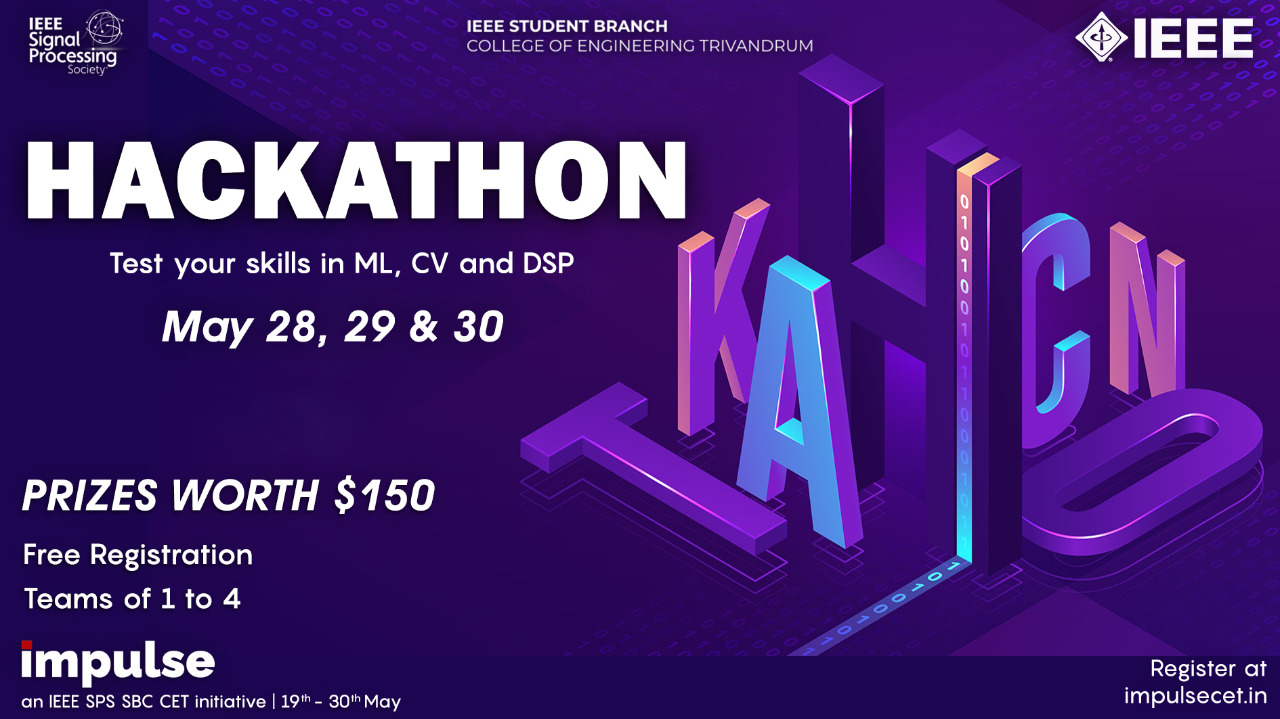 IEEE
Signal
Processing
Society
IEEE STUDENT BRANCH
COLLEGE OF ENGINEERING TRIVANDRUM
IEEE
HACKATHON
Test your skills in ML, CV and DSP
May 28, 29 & 30
PRIZES WORTH $150
Free Registration
Teams of 1 to 4
impulse
an IEEE SPS SBC CET initiative | 19th - 30th May
Register at
impulsecet.in
H
K A C N
T O